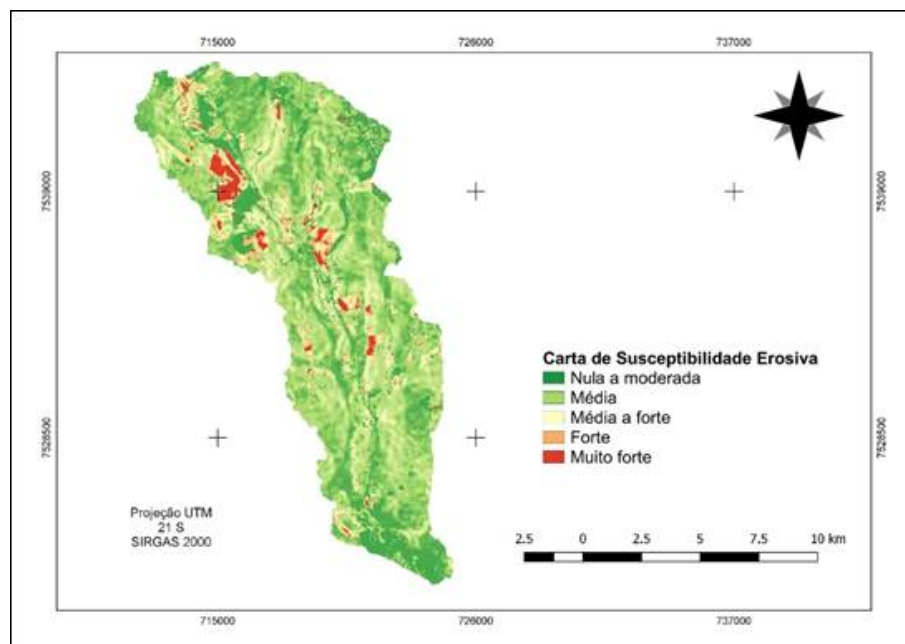 715000
726000
737000
7539000
7539000
Carta de Susceptibilidade Erosiva
Nula a moderada
Média
Média a forte
Forte
Muito forte
7528500
7528500
Projeção UTM
21 S
SIRGAS 2000
2.5 0 2.5 5 7.5 10 km
715000
726000
737000